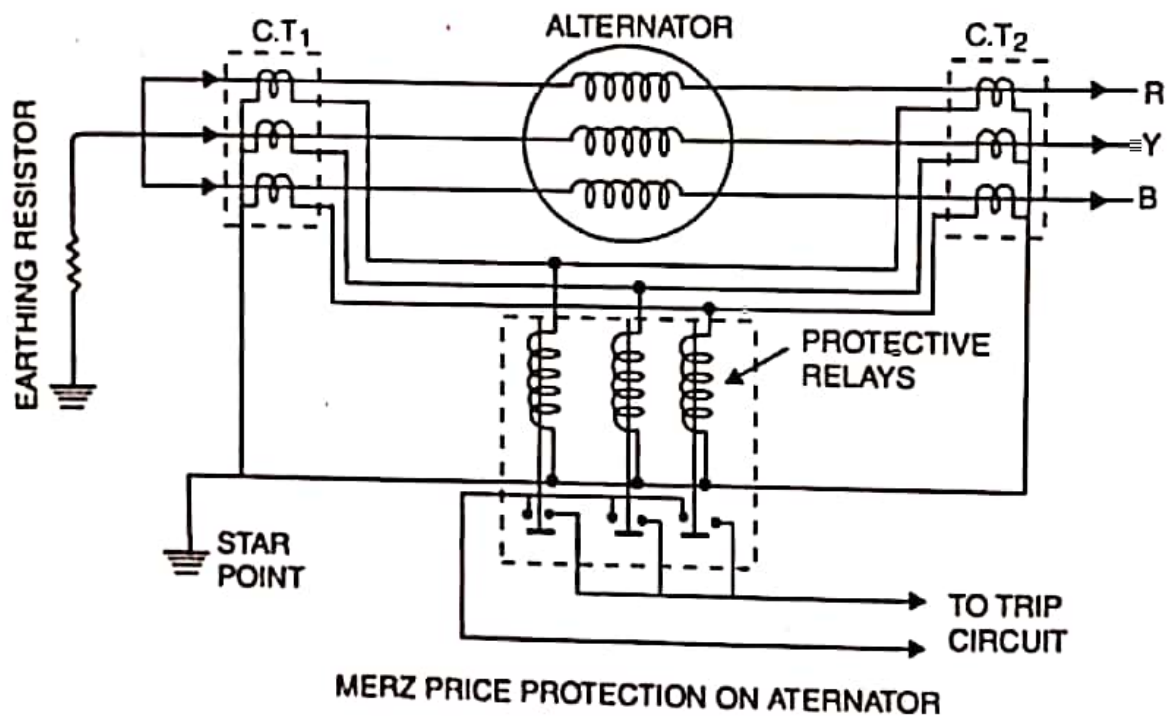 ALTERNATOR
C.T1
C.T2
R
Y
B
EARTHING RESISTOR
PROTECTIVE
RELAYS
STAR
POINT
TO TRIP
CIRCUIT
MERZ PRICE PROTECTION ON ATERNATOR